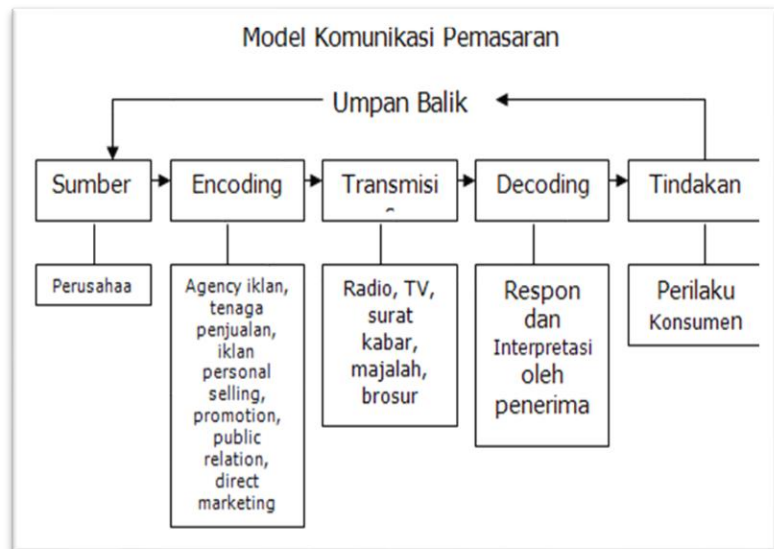 Model Komunikasi Pemasaran
Umpan Balik
Sumber
Encoding
Transmisi
Decoding
Tindakan
Perusahaa
Agency iklan,
tenaga
penjualan,
iklan
personal
selling,
promotion,
public
relation,
direct
marketing
Radio, TV,
surat
kabar,
majalah,
brosur
Respon
dan
Interpretasi
oleh
penerima
Perilaku
Konsumen